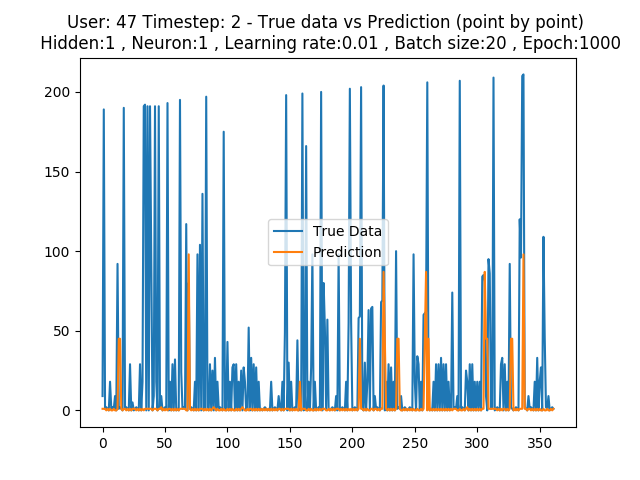 User: 47 Timestep: 2 - True data vs Prediction (point by point)
Hidden:1 , Neuron:1 , Learning rate:0.01 , Batch size:20 , Epoch:1000
200
150
100
50
0
True Data
Prediction
0 50 100 150 200 250 300 350